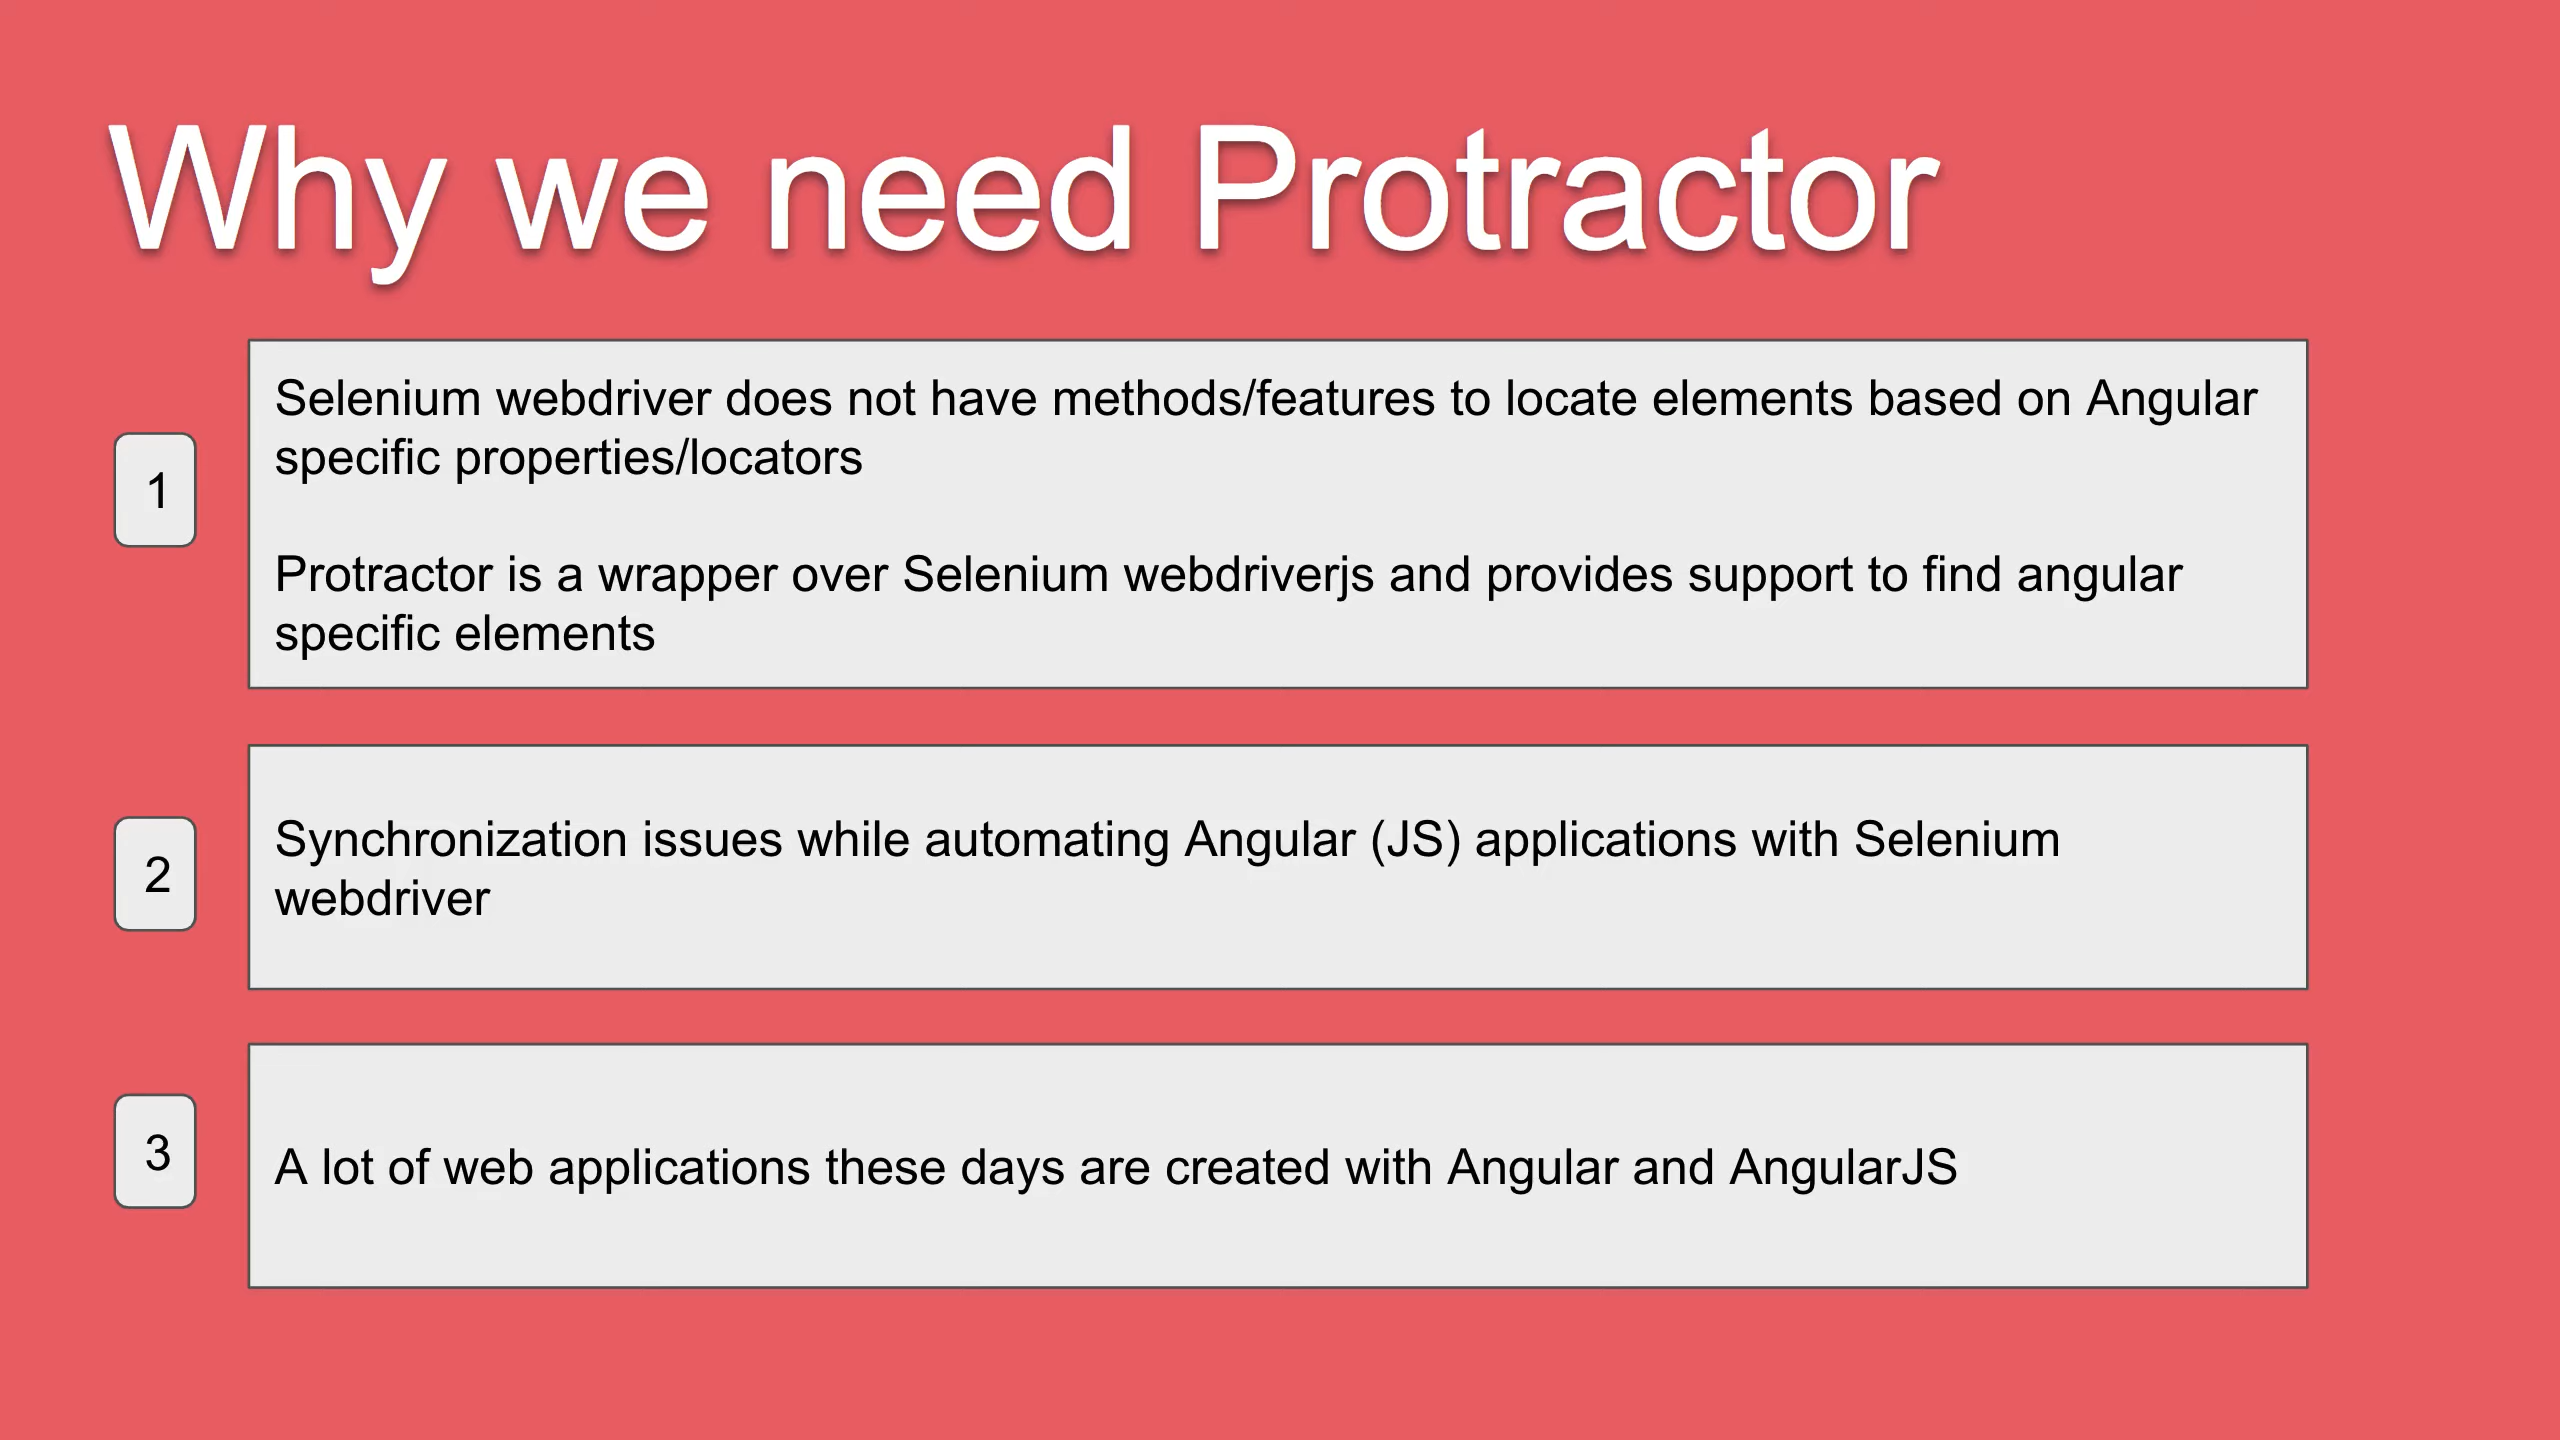 Why we need Protractor
1
Selenium webdriver does not have methods/features to locate elements based on Angular
specific properties/locators
Protractor is a wrapper over Selenium webdriverjs and provides support to find angular
specific elements
2
Synchronization issues while automating Angular (JS) applications with Selenium
webdriver
3
A lot of web applications these days are created with Angular and AngularJS